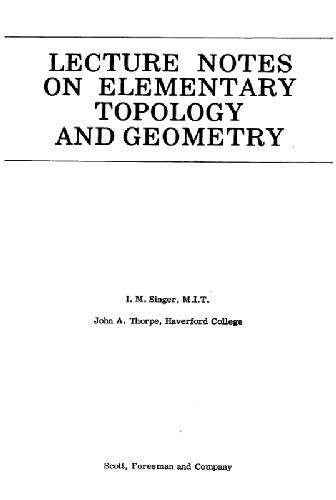 LECTURE NOTES
ON ELEMENTARY
TOPOLOGY
AND GEOMETRY
I. M. Singer, M.I.T.
John A. Thorpe, Haverford College
Scott, Foresman and Company